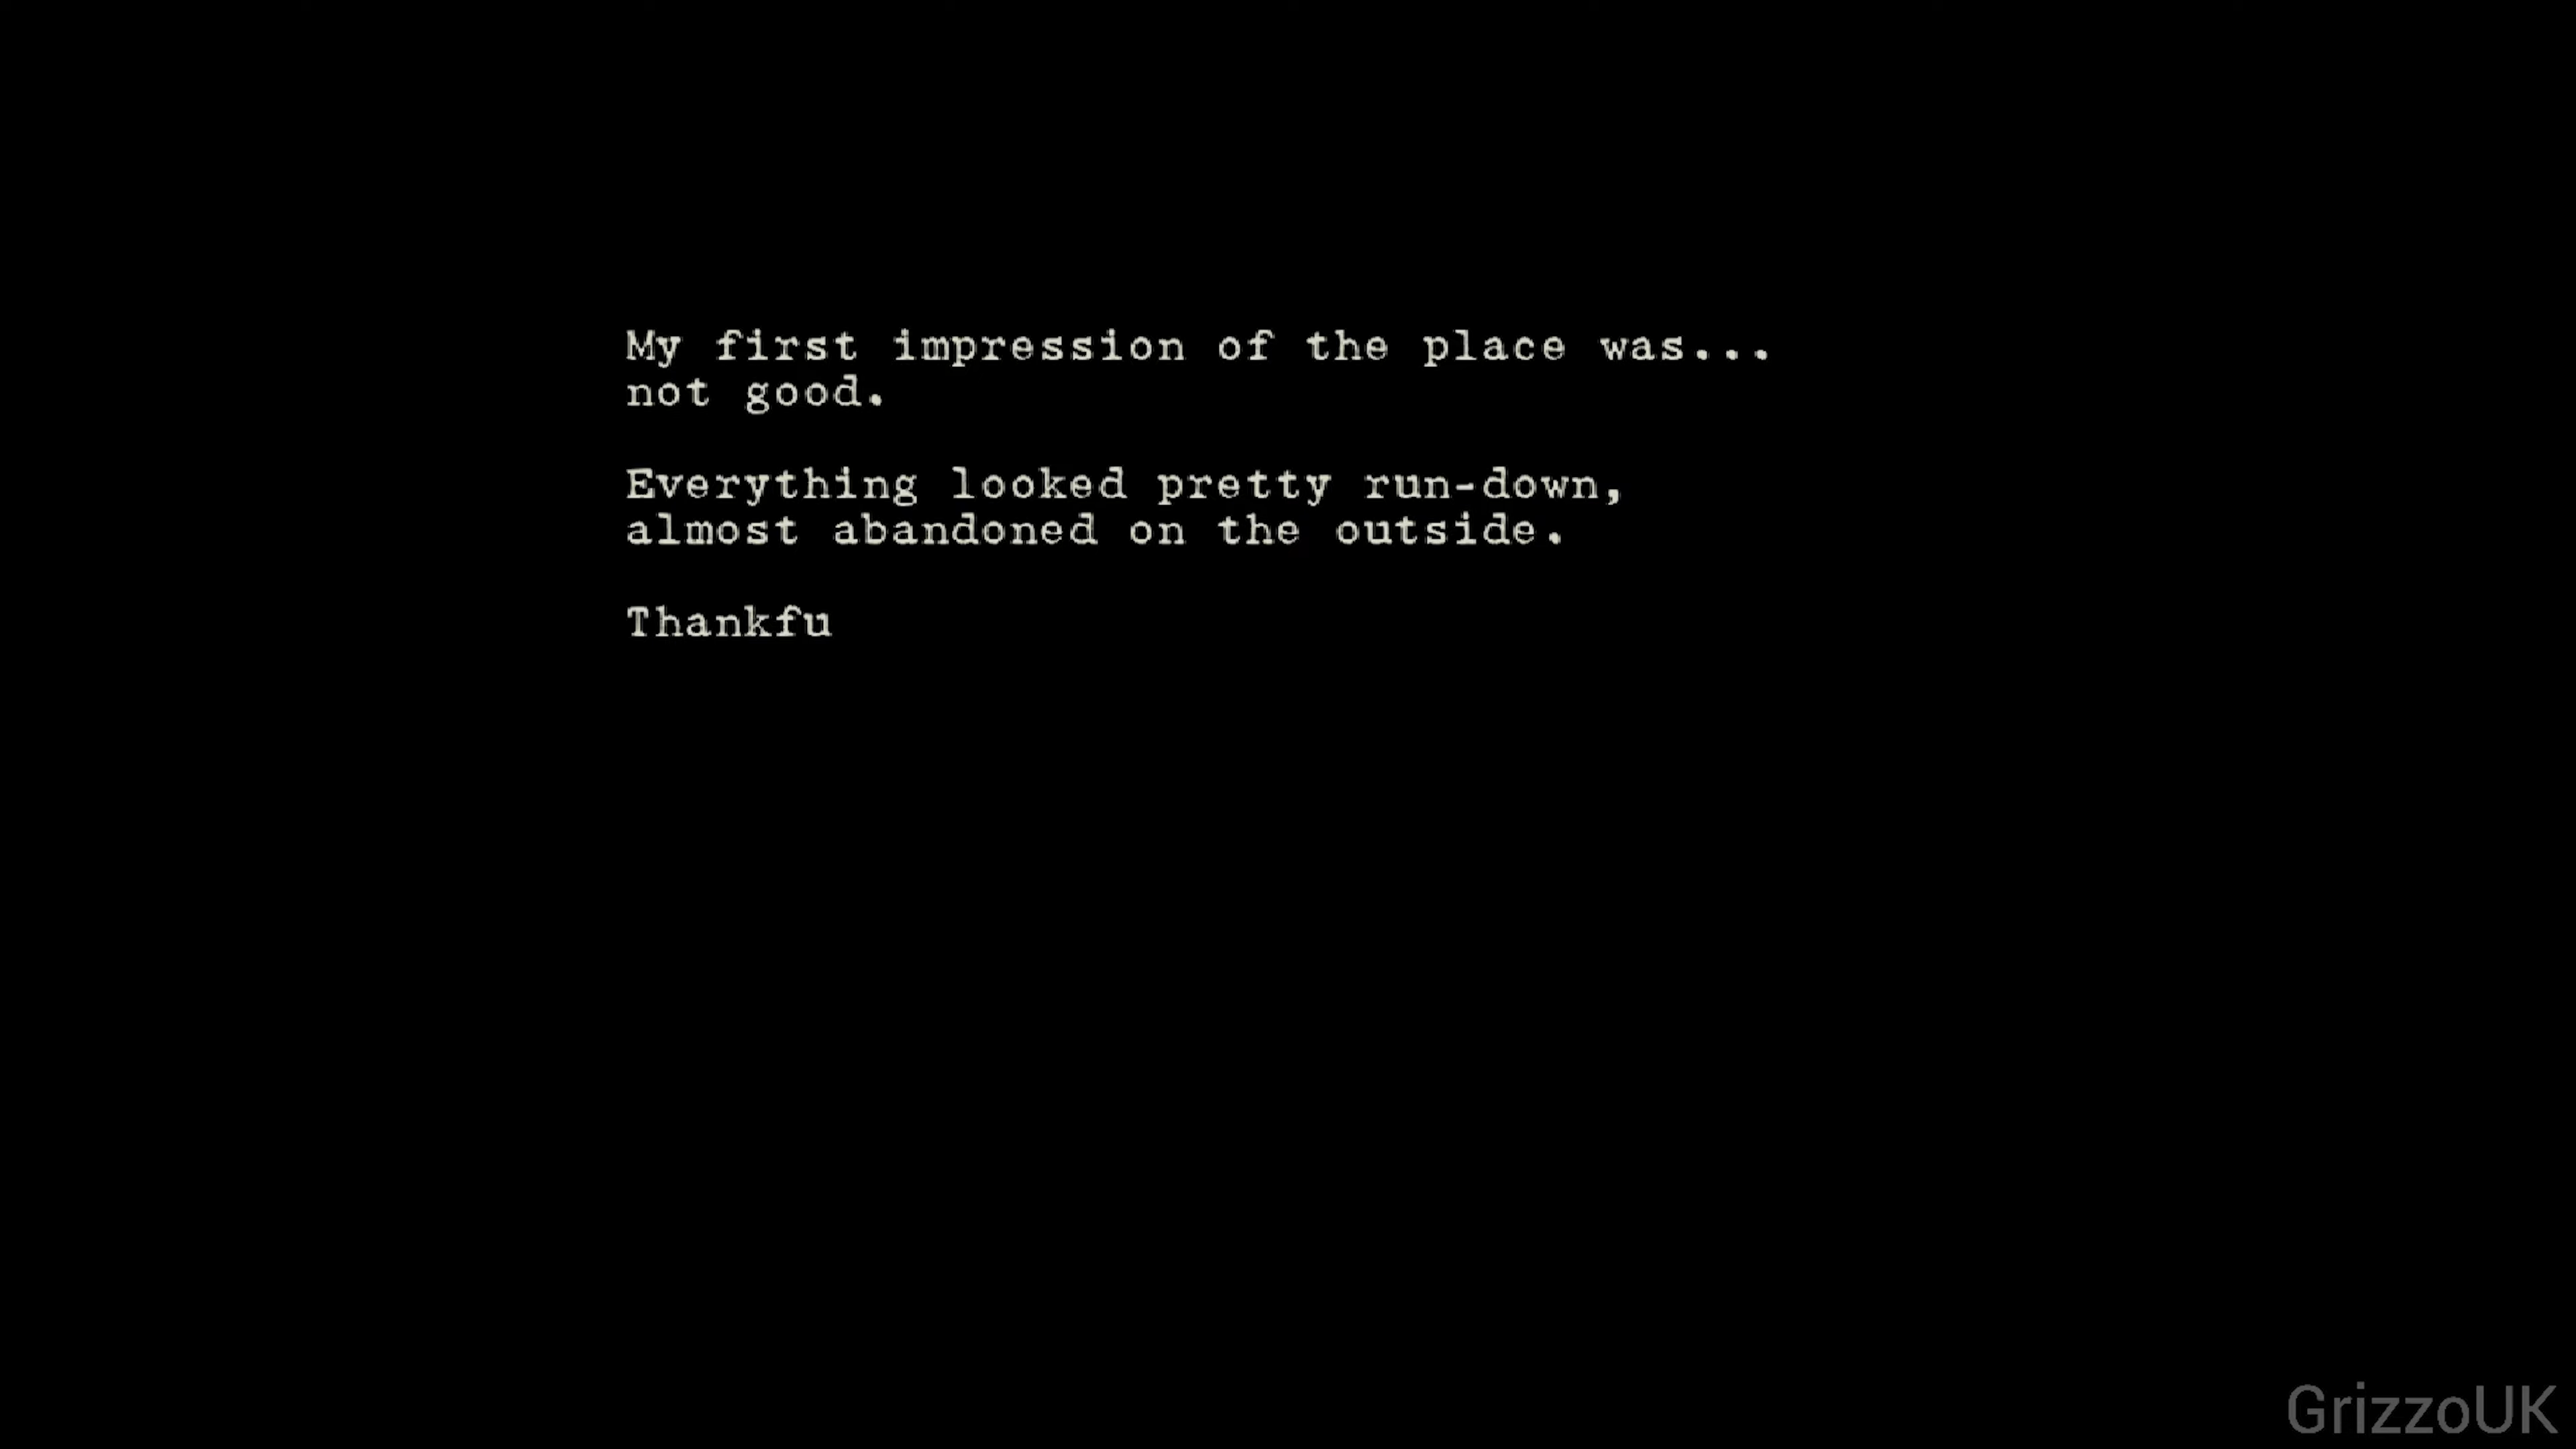 My first impression of the place was...
not good.
Everything looked pretty run-down,
almost abandoned on the outside.
Thankfu
GrizzoUK